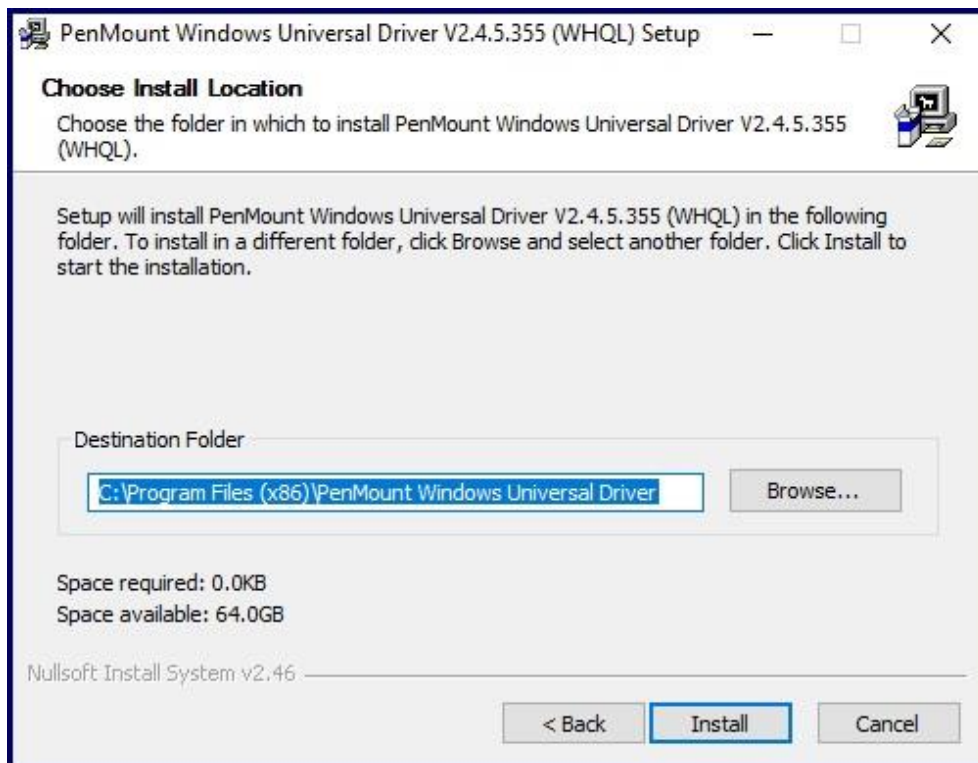 PenMount Windows Universal Driver V2.4.5.355 (WHQL) Setup
Choose Install Location
Choose the folder in which to install PenMount Windows Universal Driver V2.4.5.355
(WHQL).
Setup will install PenMount Windows Universal Driver V2.4.5.355 (WHQL) in the following
folder. To install in a different folder, click Browse and select another folder. Click Install to
start the installation.
Destination Folder
C:\Program Files (x86)\PenMount Windows Universal Driver
Browse...
Space required: 0.0KB
Space available: 64.0GB
Nullsoft Install System v2.46
< Back
Install
Cancel